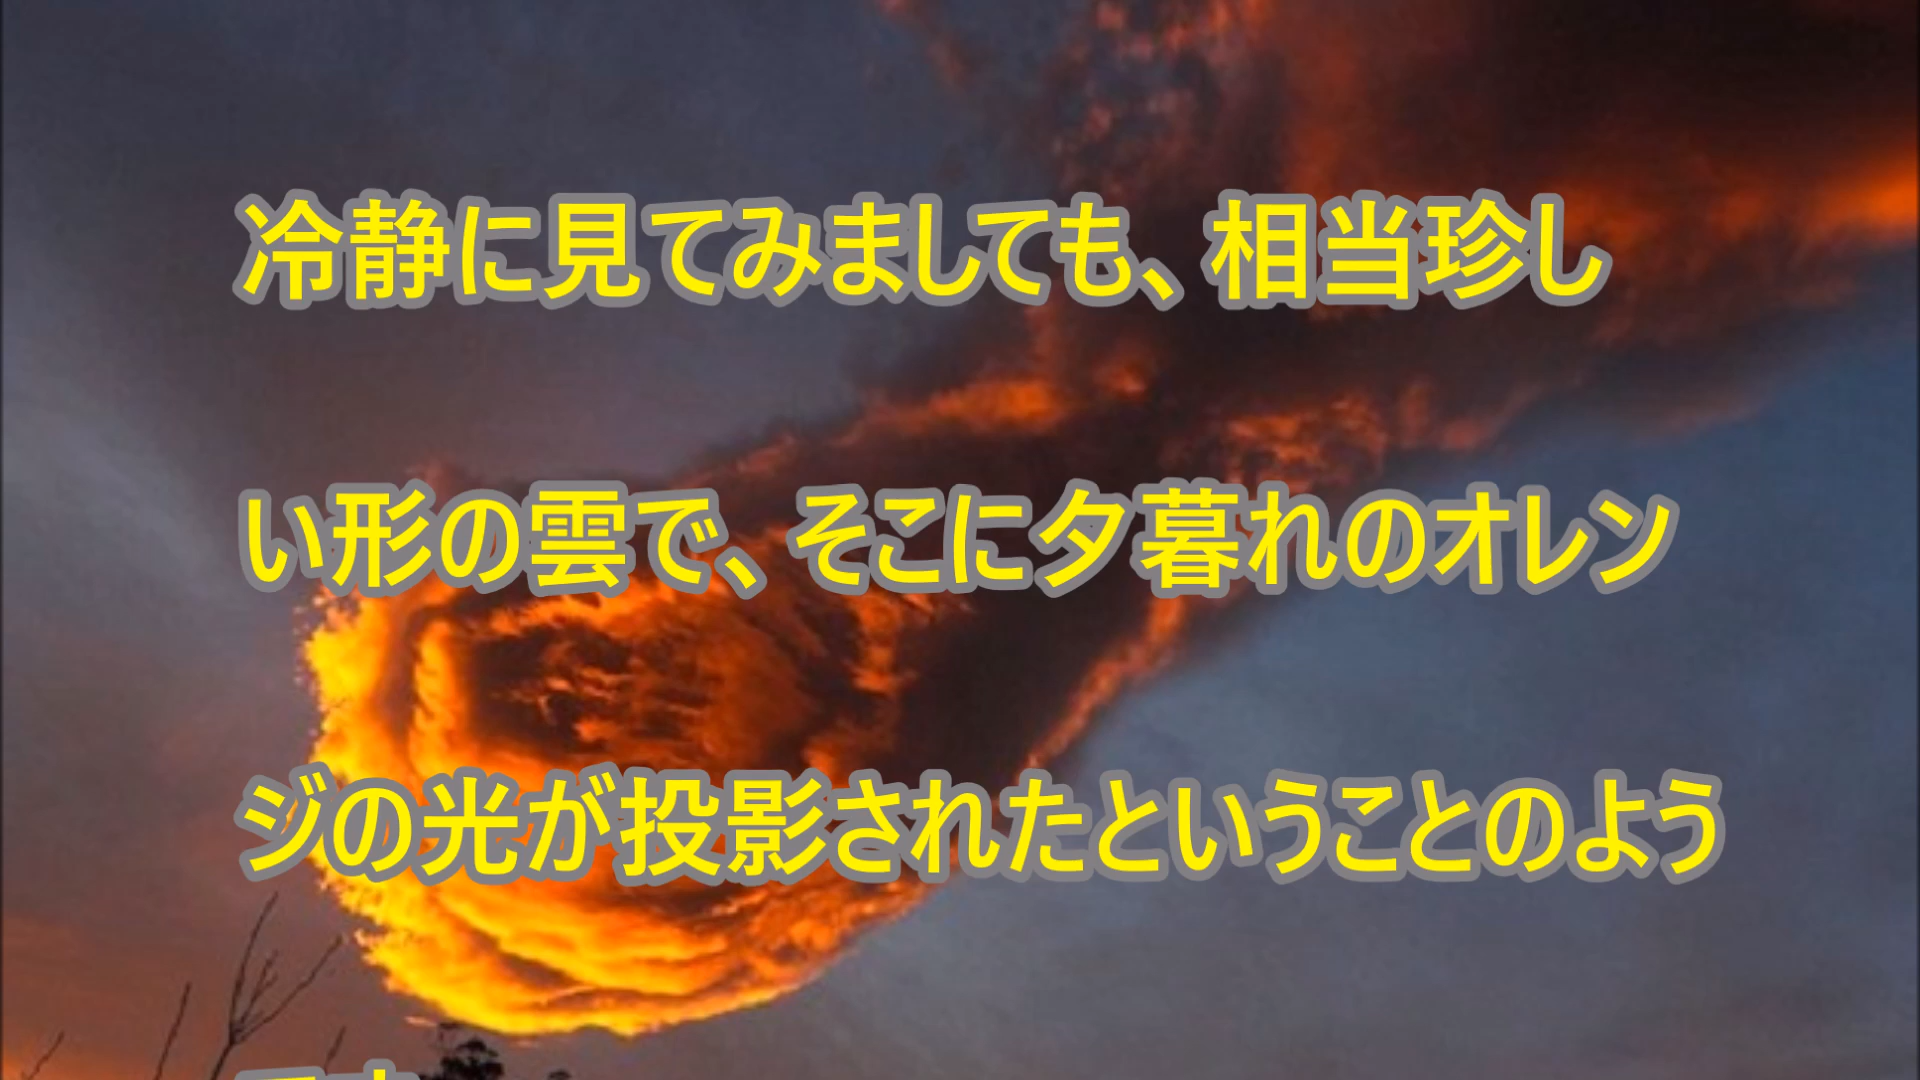 冷静に見てみましても、相当珍し
い形の雲で、そこに夕暮れのオレン
ジの光が投影されたということのよう